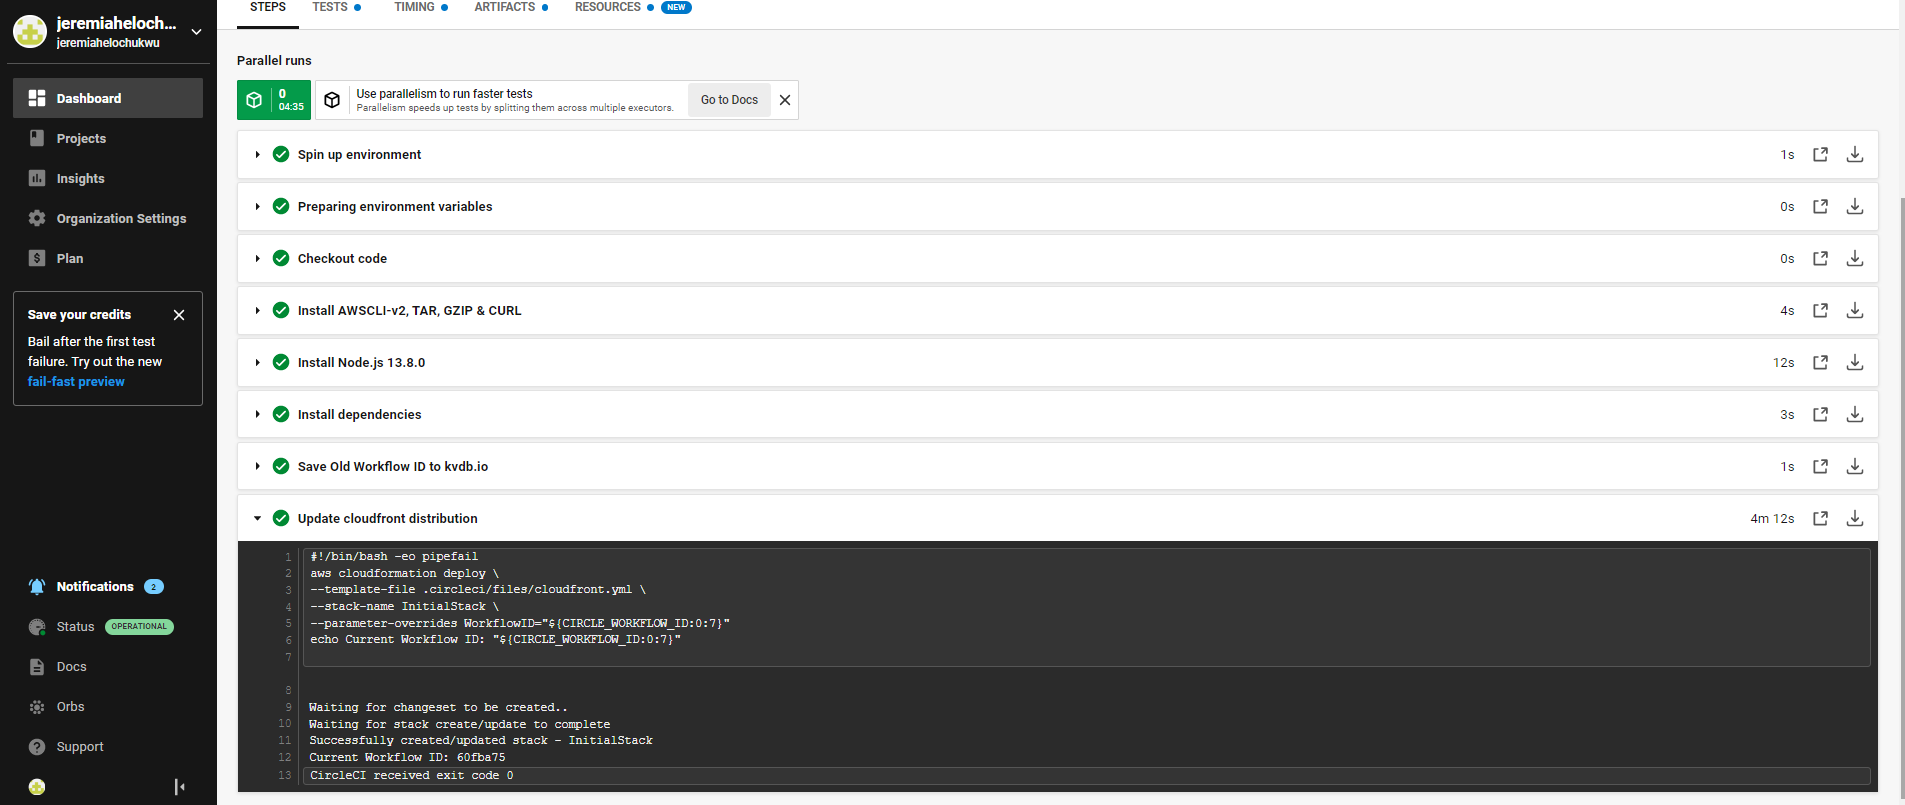 jeremiaheloch...
jeremiahelochukwu
Dashboard
Projects
Insights
Organization Settings
Plan
Save your credits
Bail after the first test
failure. Try out the new
fail-fast preview
Notifications 2
Status OPERATIONAL
Docs
Orbs
Support
STEPS TESTS TIMING ARTIFACTS RESOURCES NEW
Parallel runs
0
04:35
Use parallelism to run faster tests
Parallelism speeds up tests by splitting them across multiple executors.
Go to Docs
Spin up environment 1s
Preparing environment variables 0s
Checkout code 0s
Install AWSCLI-v2, TAR, GZIP & CURL 4s
Install Node.js 13.8.0 12s
Install dependencies 3s
Save Old Workflow ID to kvdb.io 1s
Update cloudfront distribution 4m 12s
1 #!/bin/bash -eo pipefail
2 aws cloudformation deploy \
3 --template-file .circleci/files/cloudfront.yml \
4 --stack-name InitialStack \
5 --parameter-overrides WorkflowID="${CIRCLE_WORKFLOW_ID:0:7}"
6 echo Current Workflow ID: "${CIRCLE_WORKFLOW_ID:0:7}"
7
8
9 Waiting for changeset to be created..
10 Waiting for stack create/update to complete
11 Successfully created/updated stack - InitialStack
12 Current Workflow ID: 60fba75
13 CircleCI received exit code 0